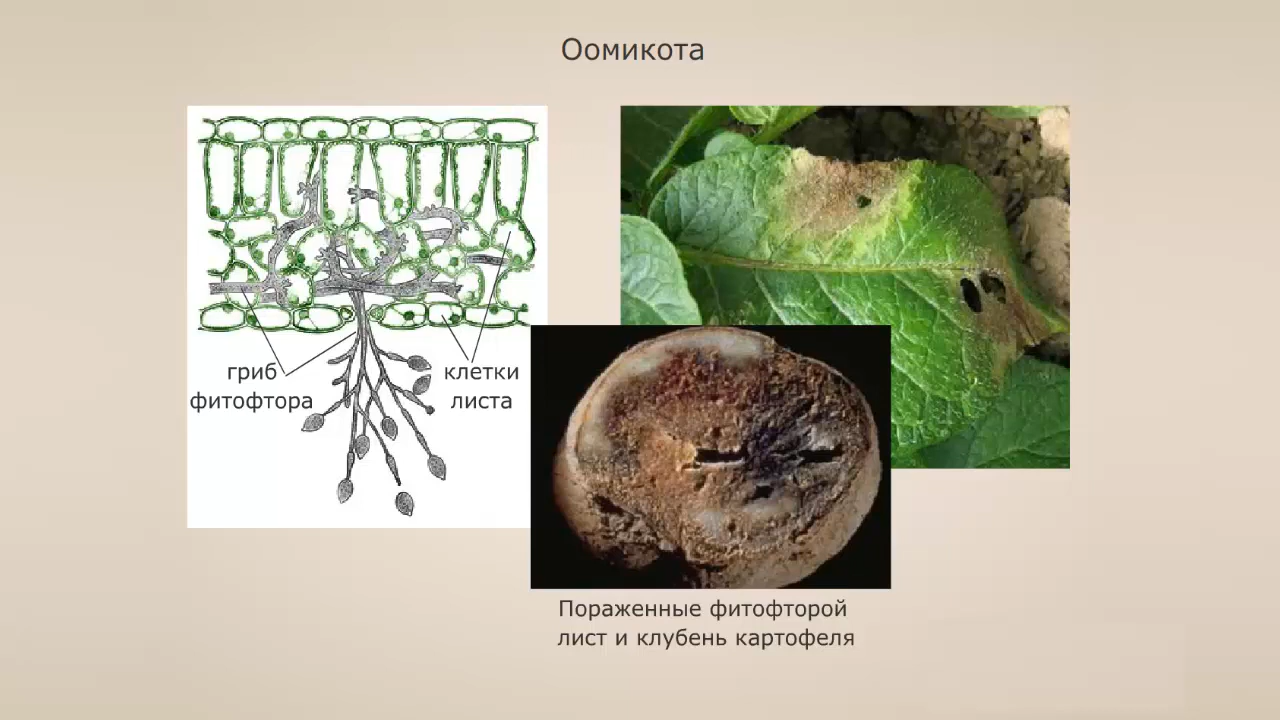 Оомикота
гриб
фитофтора
клетки
листа
Пораженные фитофторой
лист и клубень картофеля